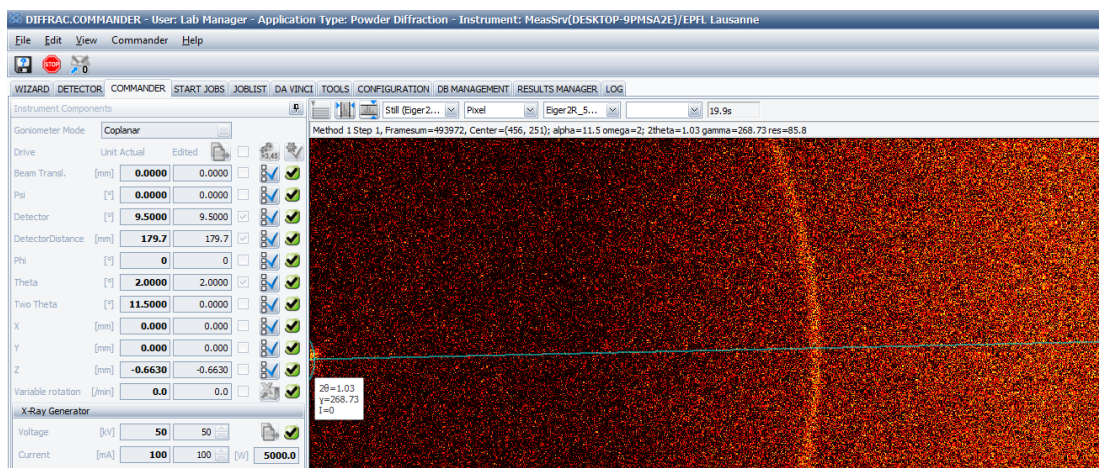 DIFFRAC.COMMANDER - User: Lab Manager - Application Type: Powder Diffraction - Instrument: MeasSrv(DESKTOP-9PMSA2E)/EPFL Lausanne
File Edit View Commander Help
STOP 0
WIZARD DETECTOR COMMANDER START JOBS JOBLIST DA VINCI TOOLS CONFIGURATION DB MANAGEMENT RESULTS MANAGER LOG
Instrument Components Still (Eiger2... Pixel Eiger2R_5... 19.9s
Goniometer Mode Coplanar Method 1 Step 1, Framesum=493972, Center=(456, 251); alpha=11.5 omega=2; 2theta=1.03 gamma=268.73 res=85.8
Drive Unit Actual Edited
Beam Transl. [mm] 0.0000 0.0000
Psi [°] 0.0000 0.0000
Detector [°] 9.5000 9.5000
DetectorDistance [mm] 179.7 179.7
Phi [°] 0 0
Theta [°] 2.0000 2.0000
Two Theta [°] 11.5000 0.0000
X [mm] 0.000 0.000
Y [mm] 0.000 0.000
Z [mm] -0.6630 -0.6630
Variable rotation [/min] 0.0 0.0
2θ=1.03
γ=268.73
I=0
X-Ray Generator
Voltage [kV] 50 50
Current [mA] 100 100 [W] 5000.0